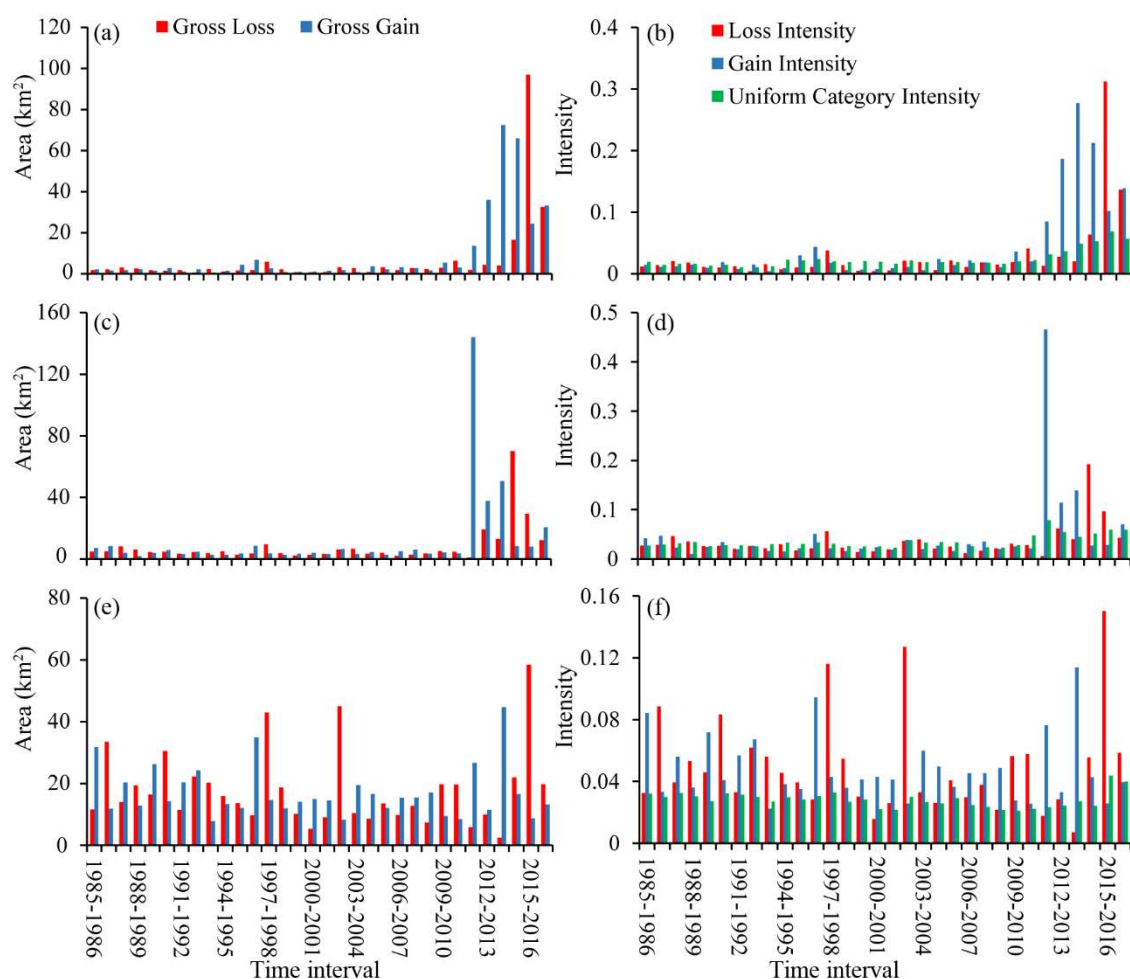 (a)
Gross Loss
Gross Gain
Area (km²)
120
100
80
60
40
20
0
(b)
Loss Intensity
Gain Intensity
Uniform Category Intensity
Intensity
0.4
0.3
0.2
0.1
0
(c)
Area (km²)
160
120
80
40
0
(d)
Intensity
0.5
0.4
0.3
0.2
0.1
0
(e)
Area (km²)
80
60
40
20
0
1985-1986
1988-1989
1991-1992
1994-1995
1997-1998
2000-2001
2003-2004
2006-2007
2009-2010
2012-2013
2015-2016
Time interval
(f)
Intensity
0.16
0.12
0.08
0.04
0
1985-1986
1988-1989
1991-1992
1994-1995
1997-1998
2000-2001
2003-2004
2006-2007
2009-2010
2012-2013
2015-2016
Time interval